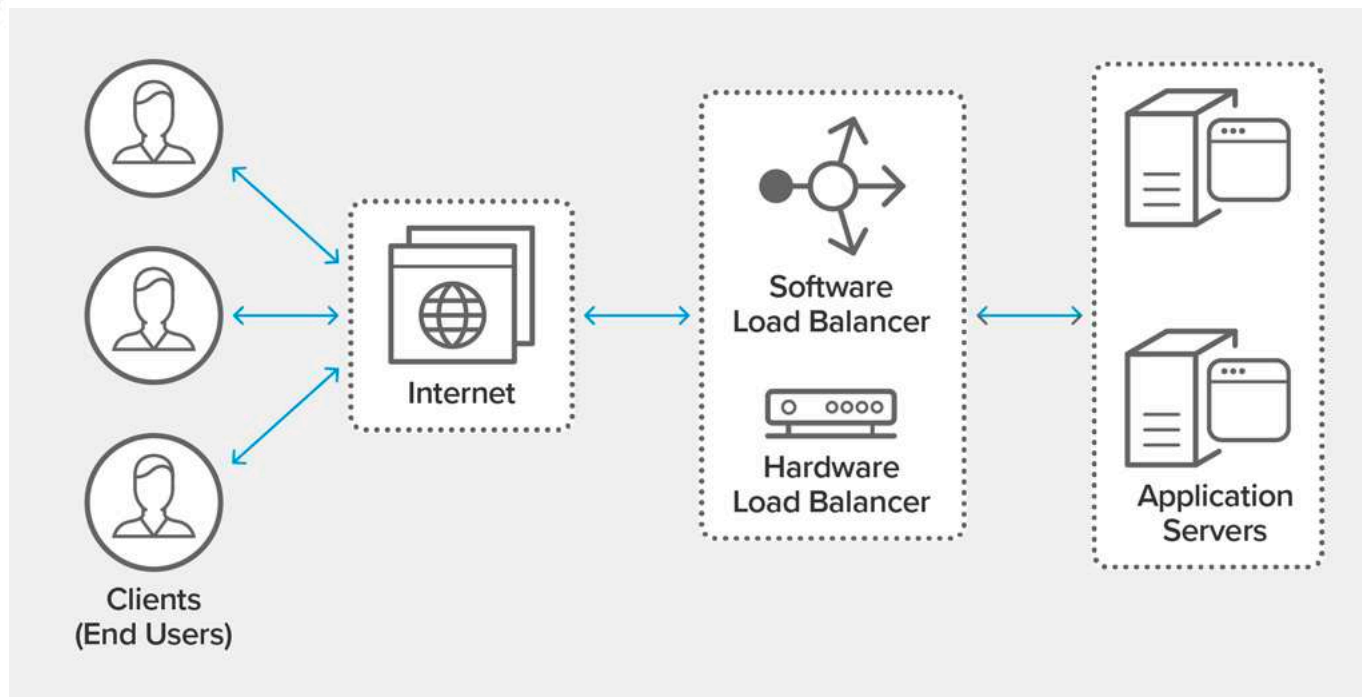 Clients
(End Users)
Internet
Software
Load Balancer
Hardware
Load Balancer
Application
Servers